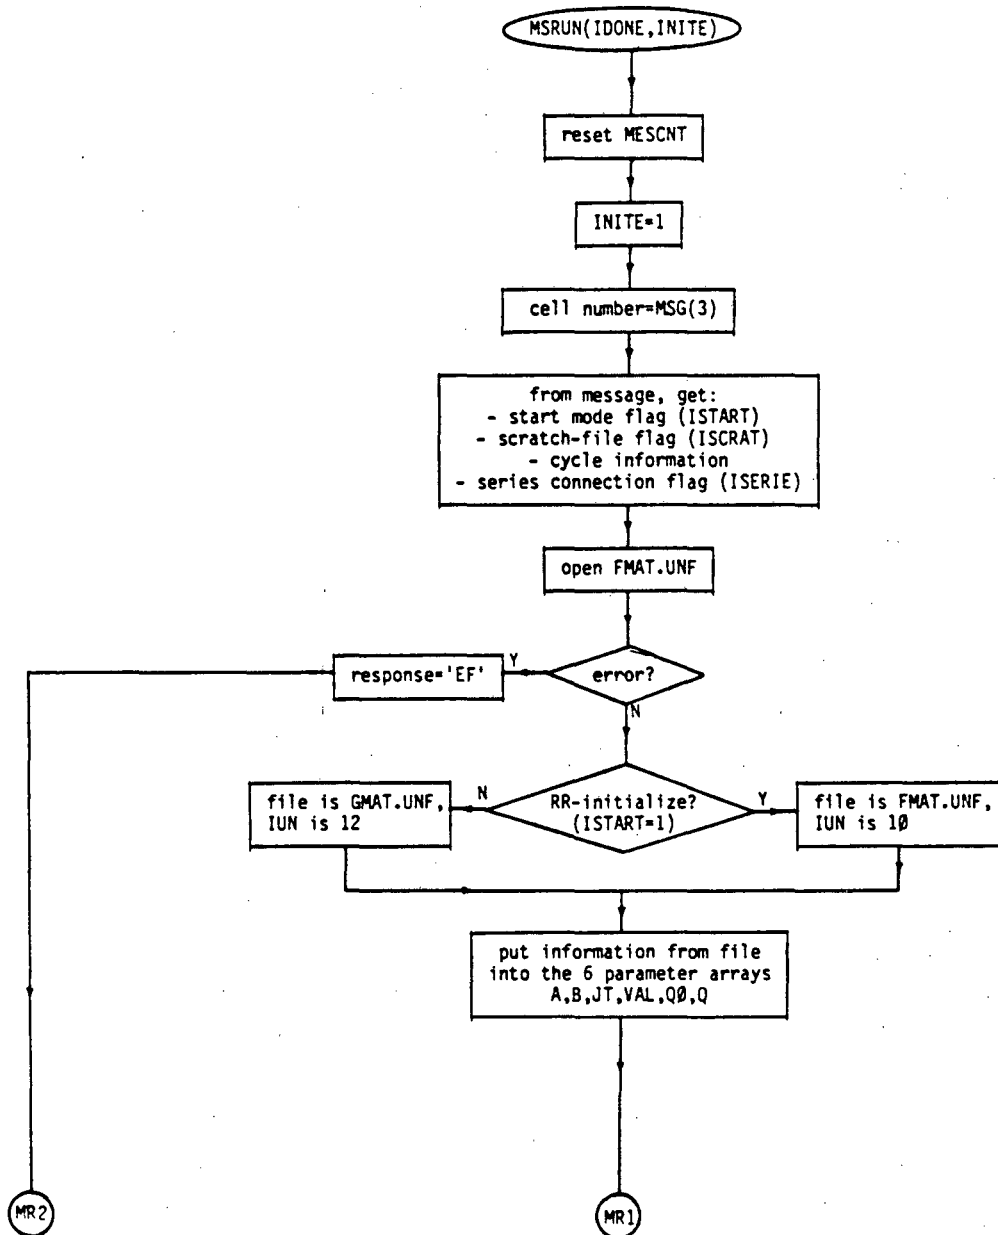 MSRUN(IDONE,INITE)
reset MESCNT
INITE=1
cell number=MSG(3)
from message, get:
- start mode flag (ISTART)
- scratch-file flag (ISCRAT)
- cycle information
- series connection flag (ISERIE)
open FMAT.UNF
response='EF'
Y
error?
N
file is GMAT.UNF,
IUN is 12
N
RR-initialize?
(ISTART=1)
Y
file is FMAT.UNF,
IUN is 10
put information from file
into the 6 parameter arrays
A,B,JT,VAL,Q0,Q
MR2
MR1